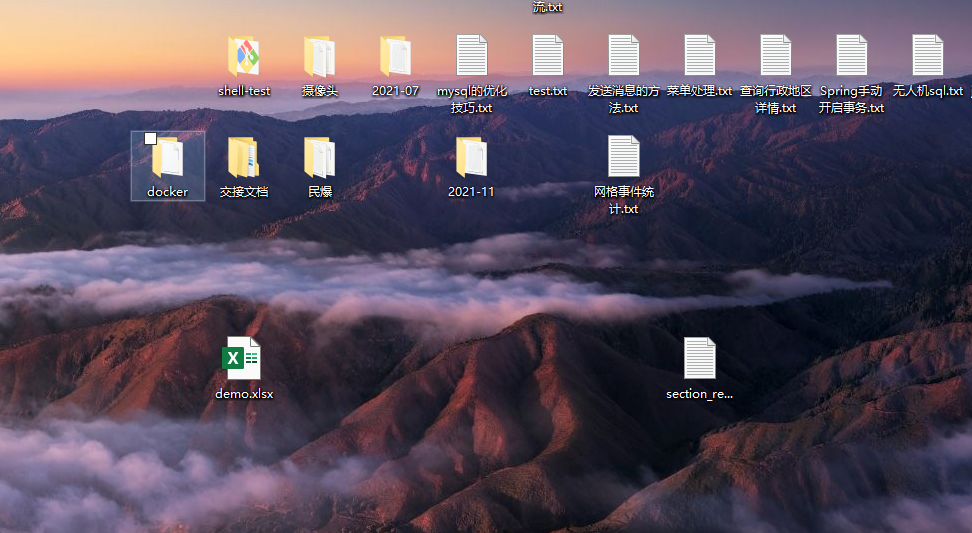 流.txt
shell-test
摄像头
2021-07
mysql的优化
技巧.txt
test.txt
发送消息的方
法.txt
菜单处理.txt
查询行政地区
详情.txt
Spring手动
开启事务.txt
无人机sql.txt
docker
交接文档
民爆
2021-11
网格事件统
计.txt
demo.xlsx
section_re...